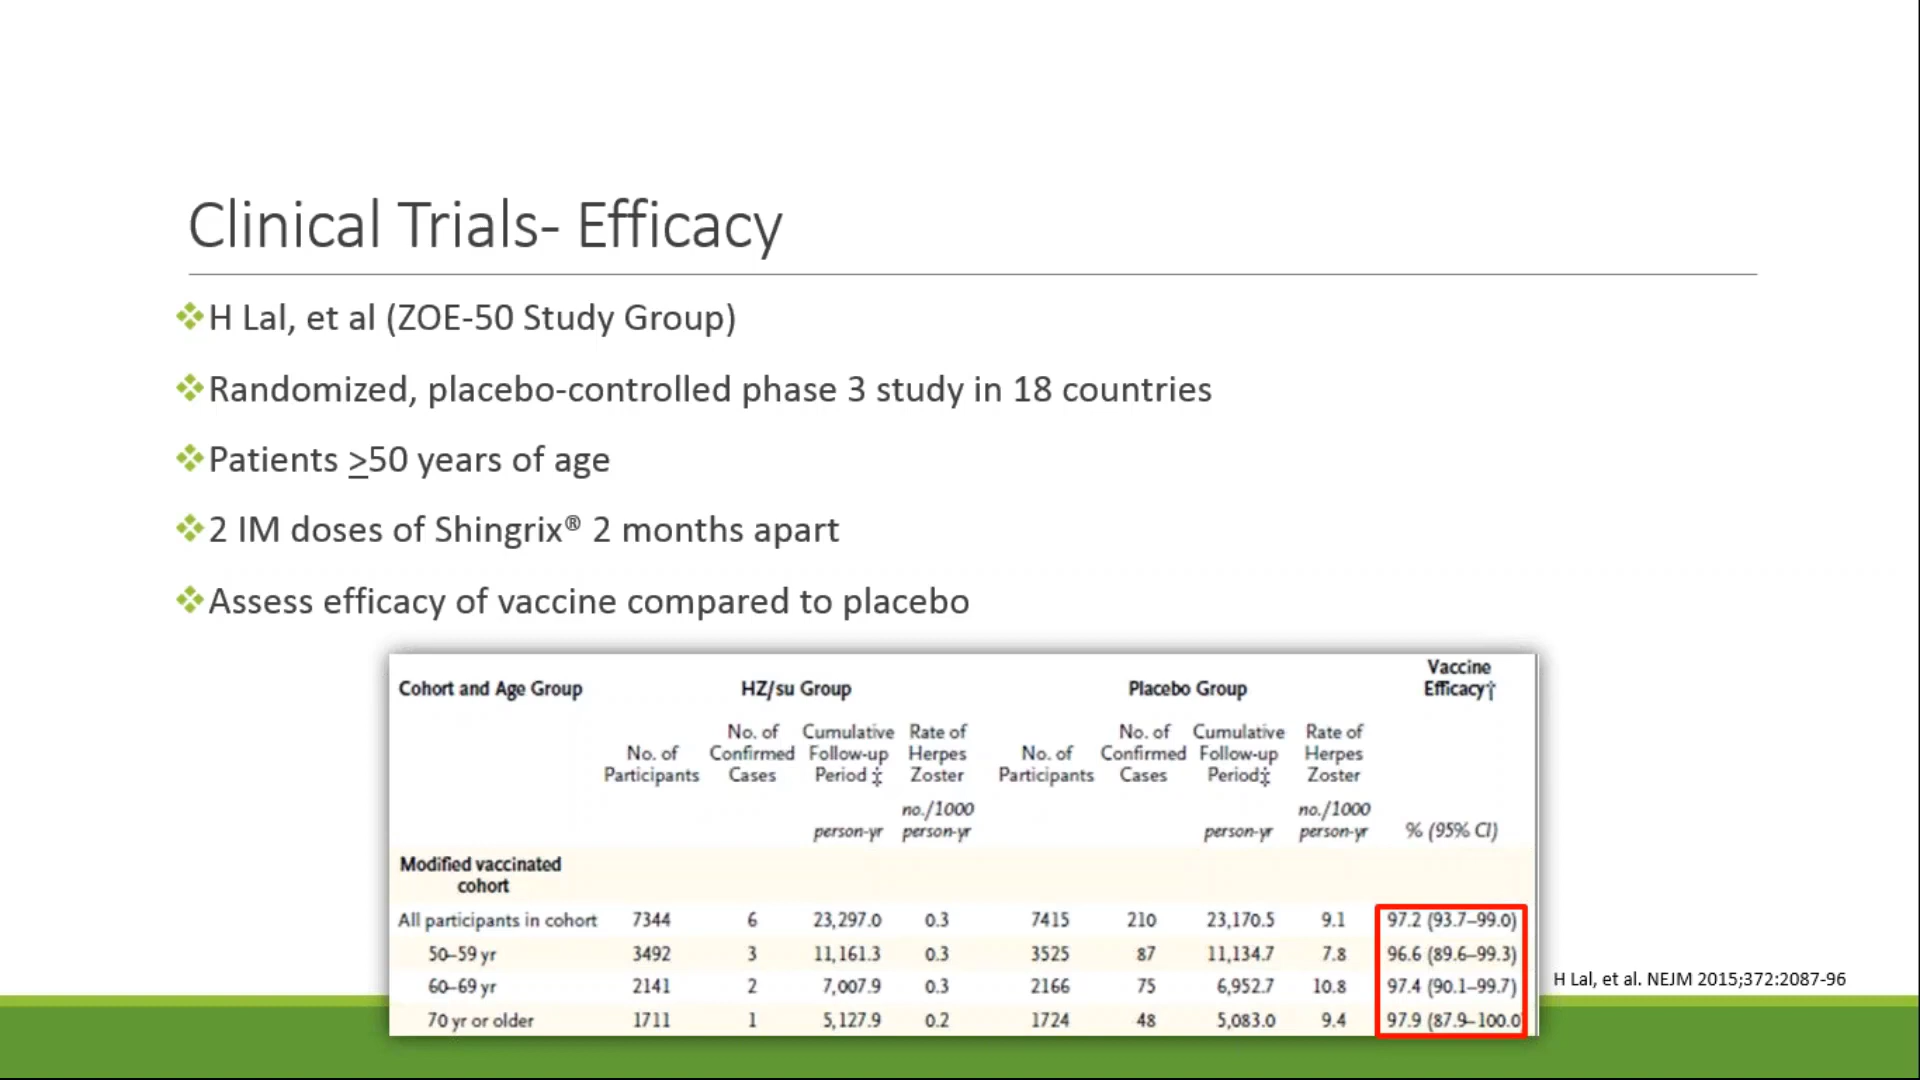 Clinical Trials- Efficacy
❖H Lal, et al (ZOE-50 Study Group)
❖Randomized, placebo-controlled phase 3 study in 18 countries
❖Patients >50 years of age
❖2 IM doses of Shingrix® 2 months apart
❖Assess efficacy of vaccine compared to placebo
Cohort and Age Group HZ/su Group Placebo Group Vaccine Efficacy†
No. of Participants No. of Confirmed Cases Cumulative Follow-up Period‡ Rate of Herpes Zoster No. of Participants No. of Confirmed Cases Cumulative Follow-up Period‡ Rate of Herpes Zoster
person-yr no./1000 person-yr person-yr no./1000 person-yr % (95% CI)
Modified vaccinated cohort
All participants in cohort 7344 6 23,297.0 0.3 7415 210 23,170.5 9.1 97.2 (93.7–99.0)
50–59 yr 3492 3 11,161.3 0.3 3525 87 11,134.7 7.8 96.6 (89.6–99.3)
60–69 yr 2141 2 7,007.9 0.3 2166 75 6,952.7 10.8 97.4 (90.1–99.7)
70 yr or older 1711 1 5,127.9 0.2 1724 48 5,083.0 9.4 97.9 (87.9–100.0
H Lal, et al. NEJM 2015;372:2087-96